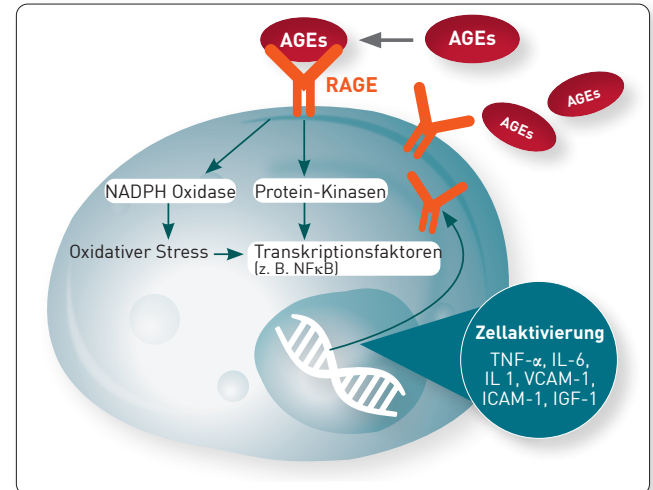 AGEs
AGEs
RAGE
AGEs
AGEs
NADPH Oxidase
Protein-Kinasen
Oxidativer Stress
Transkriptionsfaktoren
(z. B. NFκB)
Zellaktivierung
TNF-α, IL-6,
IL 1, VCAM-1,
ICAM-1, IGF-1